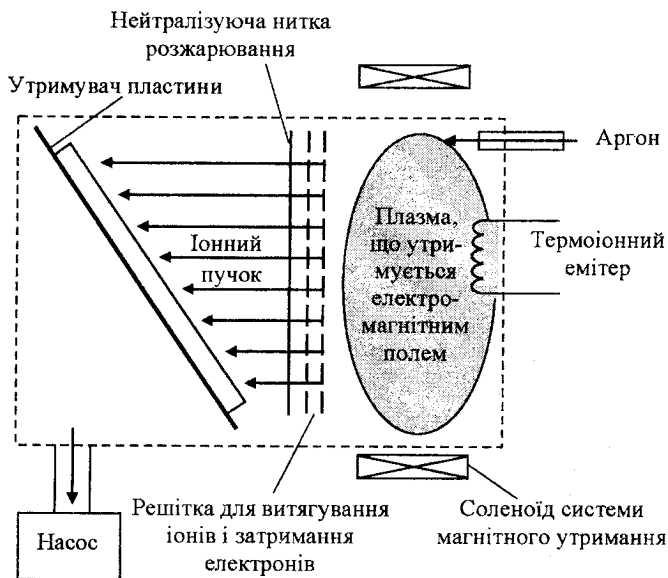 Нейтралізуюча нитка
розжарювання
Утримувач пластини
Аргон
Плазма,
що утри-
мується
електро-
магнітним
полем
Термоіонний
емітер
Іонний
пучок
Решітка для витягування
іонів і затримання
електронів
Соленоїд системи
магнітного утримання
Насос